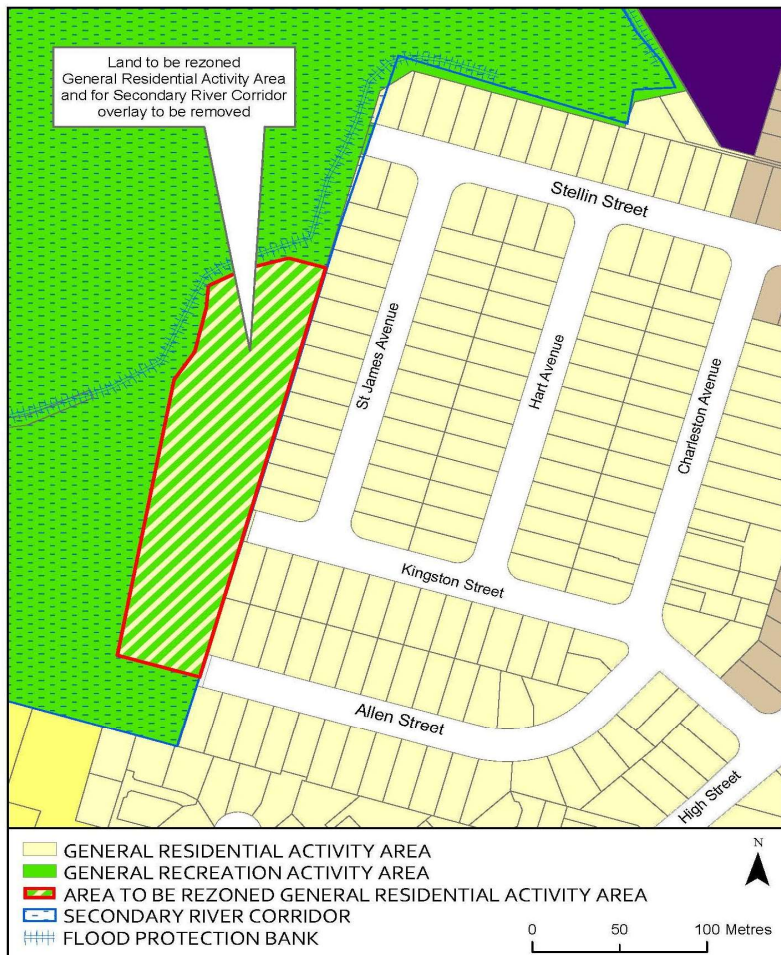 Land to be rezoned
General Residential Activity Area
and for Secondary River Corridor
overlay to be removed
Stellin Street
St James Avenue
Hart Avenue
Charleston Avenue
Kingston Street
Allen Street
High Street
GENERAL RESIDENTIAL ACTIVITY AREA
GENERAL RECREATION ACTIVITY AREA
AREA TO BE REZONED GENERAL RESIDENTIAL ACTIVITY AREA
SECONDARY RIVER CORRIDOR
FLOOD PROTECTION BANK
N
0 50 100 Metres